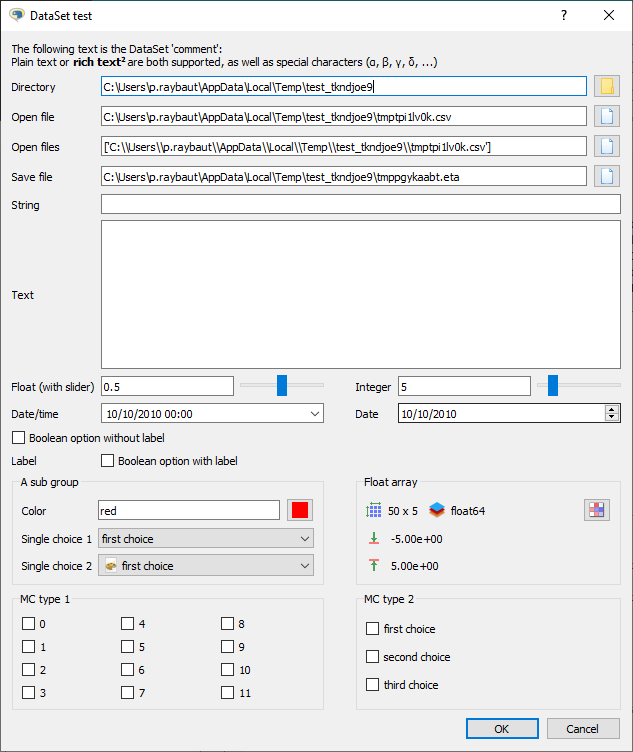 DataSet test
?
The following text is the DataSet 'comment':
Plain text or rich text² are both supported, as well as special characters (α, β, γ, δ, ...)
Directory C:\Users\p.raybaut\AppData\Local\Temp\test_tkndjoe9
Open file C:\Users\p.raybaut\AppData\Local\Temp\test_tkndjoe9\tmptpi1lv0k.csv
Open files ['C:\\Users\\p.raybaut\\AppData\\Local\\Temp\\test_tkndjoe9\\tmptpi1lv0k.csv']
Save file C:\Users\p.raybaut\AppData\Local\Temp\test_tkndjoe9\tmppgykaabt.eta
String
Text
Float (with slider) 0.5 Integer 5
Date/time 10/10/2010 00:00 Date 10/10/2010
Boolean option without label
Label Boolean option with label
A sub group
Color red
Single choice 1 first choice
Single choice 2 first choice
Float array
50 x 5 float64
-5.00e+00
5.00e+00
MC type 1
0 4 8
1 5 9
2 6 10
3 7 11
MC type 2
first choice
second choice
third choice
OK Cancel